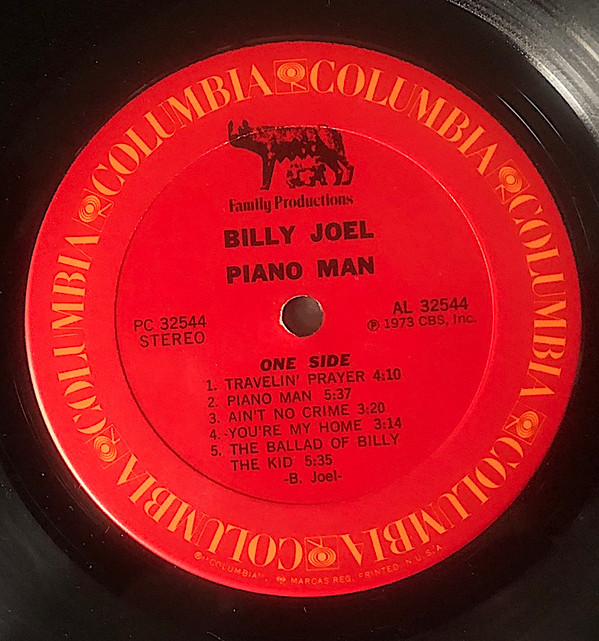 COLUMBIA COLUMBIA COLUMBIA COLUMBIA COLUMBIA COLUMBIA
Family Productions
BILLY JOEL
PIANO MAN
PC 32544
STEREO
AL 32544
℗ 1973 CBS, Inc.
ONE SIDE
1. TRAVELIN' PRAYER 4:10
2. PIANO MAN 5:37
3. AIN'T NO CRIME 3:20
4. YOU'RE MY HOME 3:14
5. THE BALLAD OF BILLY
THE KID 5:35
-B. Joel-
® "COLUMBIA", MARCAS REG. PRINTED IN U.S.A.